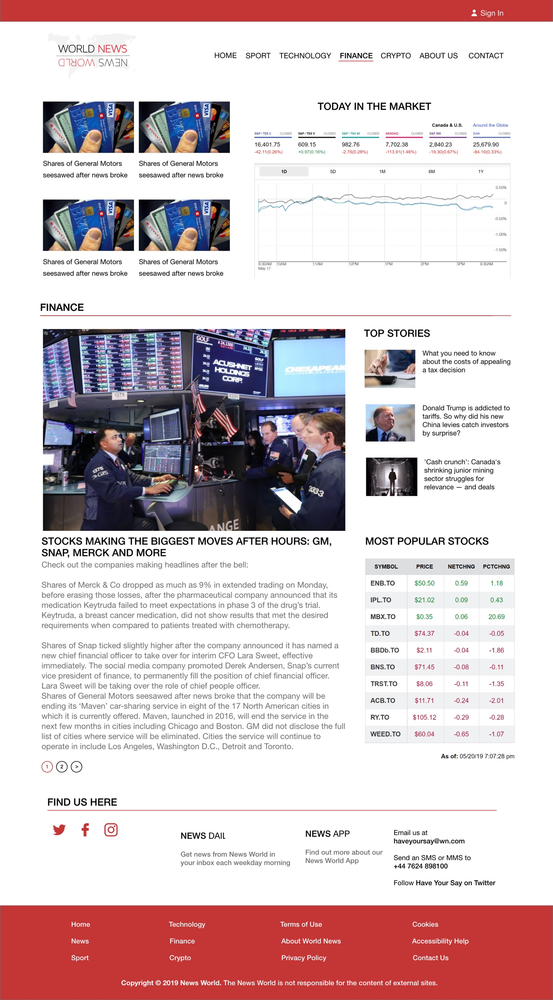 Sign In
WORLD NEWS
WORLD NEWS
HOME SPORT TECHNOLOGY FINANCE CRYPTO ABOUT US CONTACT
Shares of General Motors
seesawed after news broke
Shares of General Motors
seesawed after news broke
Shares of General Motors
seesawed after news broke
Shares of General Motors
seesawed after news broke
TODAY IN THE MARKET
Canada & U.S. Around the Globe
S&P / TSX C CLOSED S&P / TSX V CLOSED S&P / TSX 60 CLOSED NASDAQ CLOSED S&P 500 CLOSED DJIA CLOSED
16,401.75 609.15 982.76 7,702.38 2,840.23 25,679.90
-42.11(0.26%) +0.97(0.16%) -2.76(0.28%) -113.91(1.46%) -19.30(0.67%) -84.10(0.33%)
1D 5D 1M 6M 1Y
0.50%
0
-0.50%
-1.00%
-1.50%
9:30AM 10AM 11AM 12PM 1PM 2PM 3PM 9:30AM
May 17
FINANCE
GOLF 24.1300
ACUSHNET
HOLDINGS
CORP.
GOLF
LISTED
NYSE
CHESAPEAK
UTILITIES CORPORAT
1375
2330
1375
GTS
GTS
3333
ANGE
STOCKS MAKING THE BIGGEST MOVES AFTER HOURS: GM,
SNAP, MERCK AND MORE
Check out the companies making headlines after the bell:
Shares of Merck & Co dropped as much as 9% in extended trading on Monday,
before erasing those losses, after the pharmaceutical company announced that its
medication Keytruda failed to meet expectations in phase 3 of the drug’s trial.
Keytruda, a breast cancer medication, did not show results that met the desired
requirements when compared to patients treated with chemotherapy.
Shares of Snap ticked slightly higher after the company announced it has named a
new chief financial officer to take over for interim CFO Lara Sweet, effective
immediately. The social media company promoted Derek Andersen, Snap’s current
vice president of finance, to permanently fill the position of chief financial officer.
Lara Sweet will be taking over the role of chief people officer.
Shares of General Motors seesawed after news broke that the company will be
ending its ‘Maven’ car-sharing service in eight of the 17 North American cities in
which it is currently offered. Maven, launched in 2016, will end the service in the
next few months in cities including Chicago and Boston. GM did not disclose the full
list of cities where service will be eliminated. Cities the service will continue to
operate in include Los Angeles, Washington D.C., Detroit and Toronto.
1 2 >
TOP STORIES
What you need to know
about the costs of appealing
a tax decision
Donald Trump is addicted to
tariffs. So why did his new
China levies catch investors
by surprise?
'Cash crunch': Canada's
shrinking junior mining
sector struggles for
relevance — and deals
MOST POPULAR STOCKS
SYMBOL PRICE NETCHNG PCTCHNG
ENB.TO $50.50 0.59 1.18
IPL.TO $21.02 0.09 0.43
MBX.TO $0.35 0.06 20.69
TD.TO $74.37 -0.04 -0.05
BBDb.TO $2.11 -0.04 -1.86
BNS.TO $71.45 -0.08 -0.11
TRST.TO $8.06 -0.11 -1.35
ACB.TO $11.71 -0.24 -2.01
RY.TO $105.12 -0.29 -0.28
WEED.TO $60.04 -0.65 -1.07
As of: 05/20/19 7:07:28 pm
FIND US HERE
NEWS DAIL
Get news from News World in
your inbox each weekday morning
NEWS APP
Find out more about our
News World App
Email us at
haveyoursay@wn.com
Send an SMS or MMS to
+44 7624 898100
Follow Have Your Say on Twitter
Home Technology Terms of Use Cookies
News Finance About World News Accessibility Help
Sport Crypto Privacy Policy Contact Us
Copyright © 2019 News World. The News World is not responsible for the content of external sites.